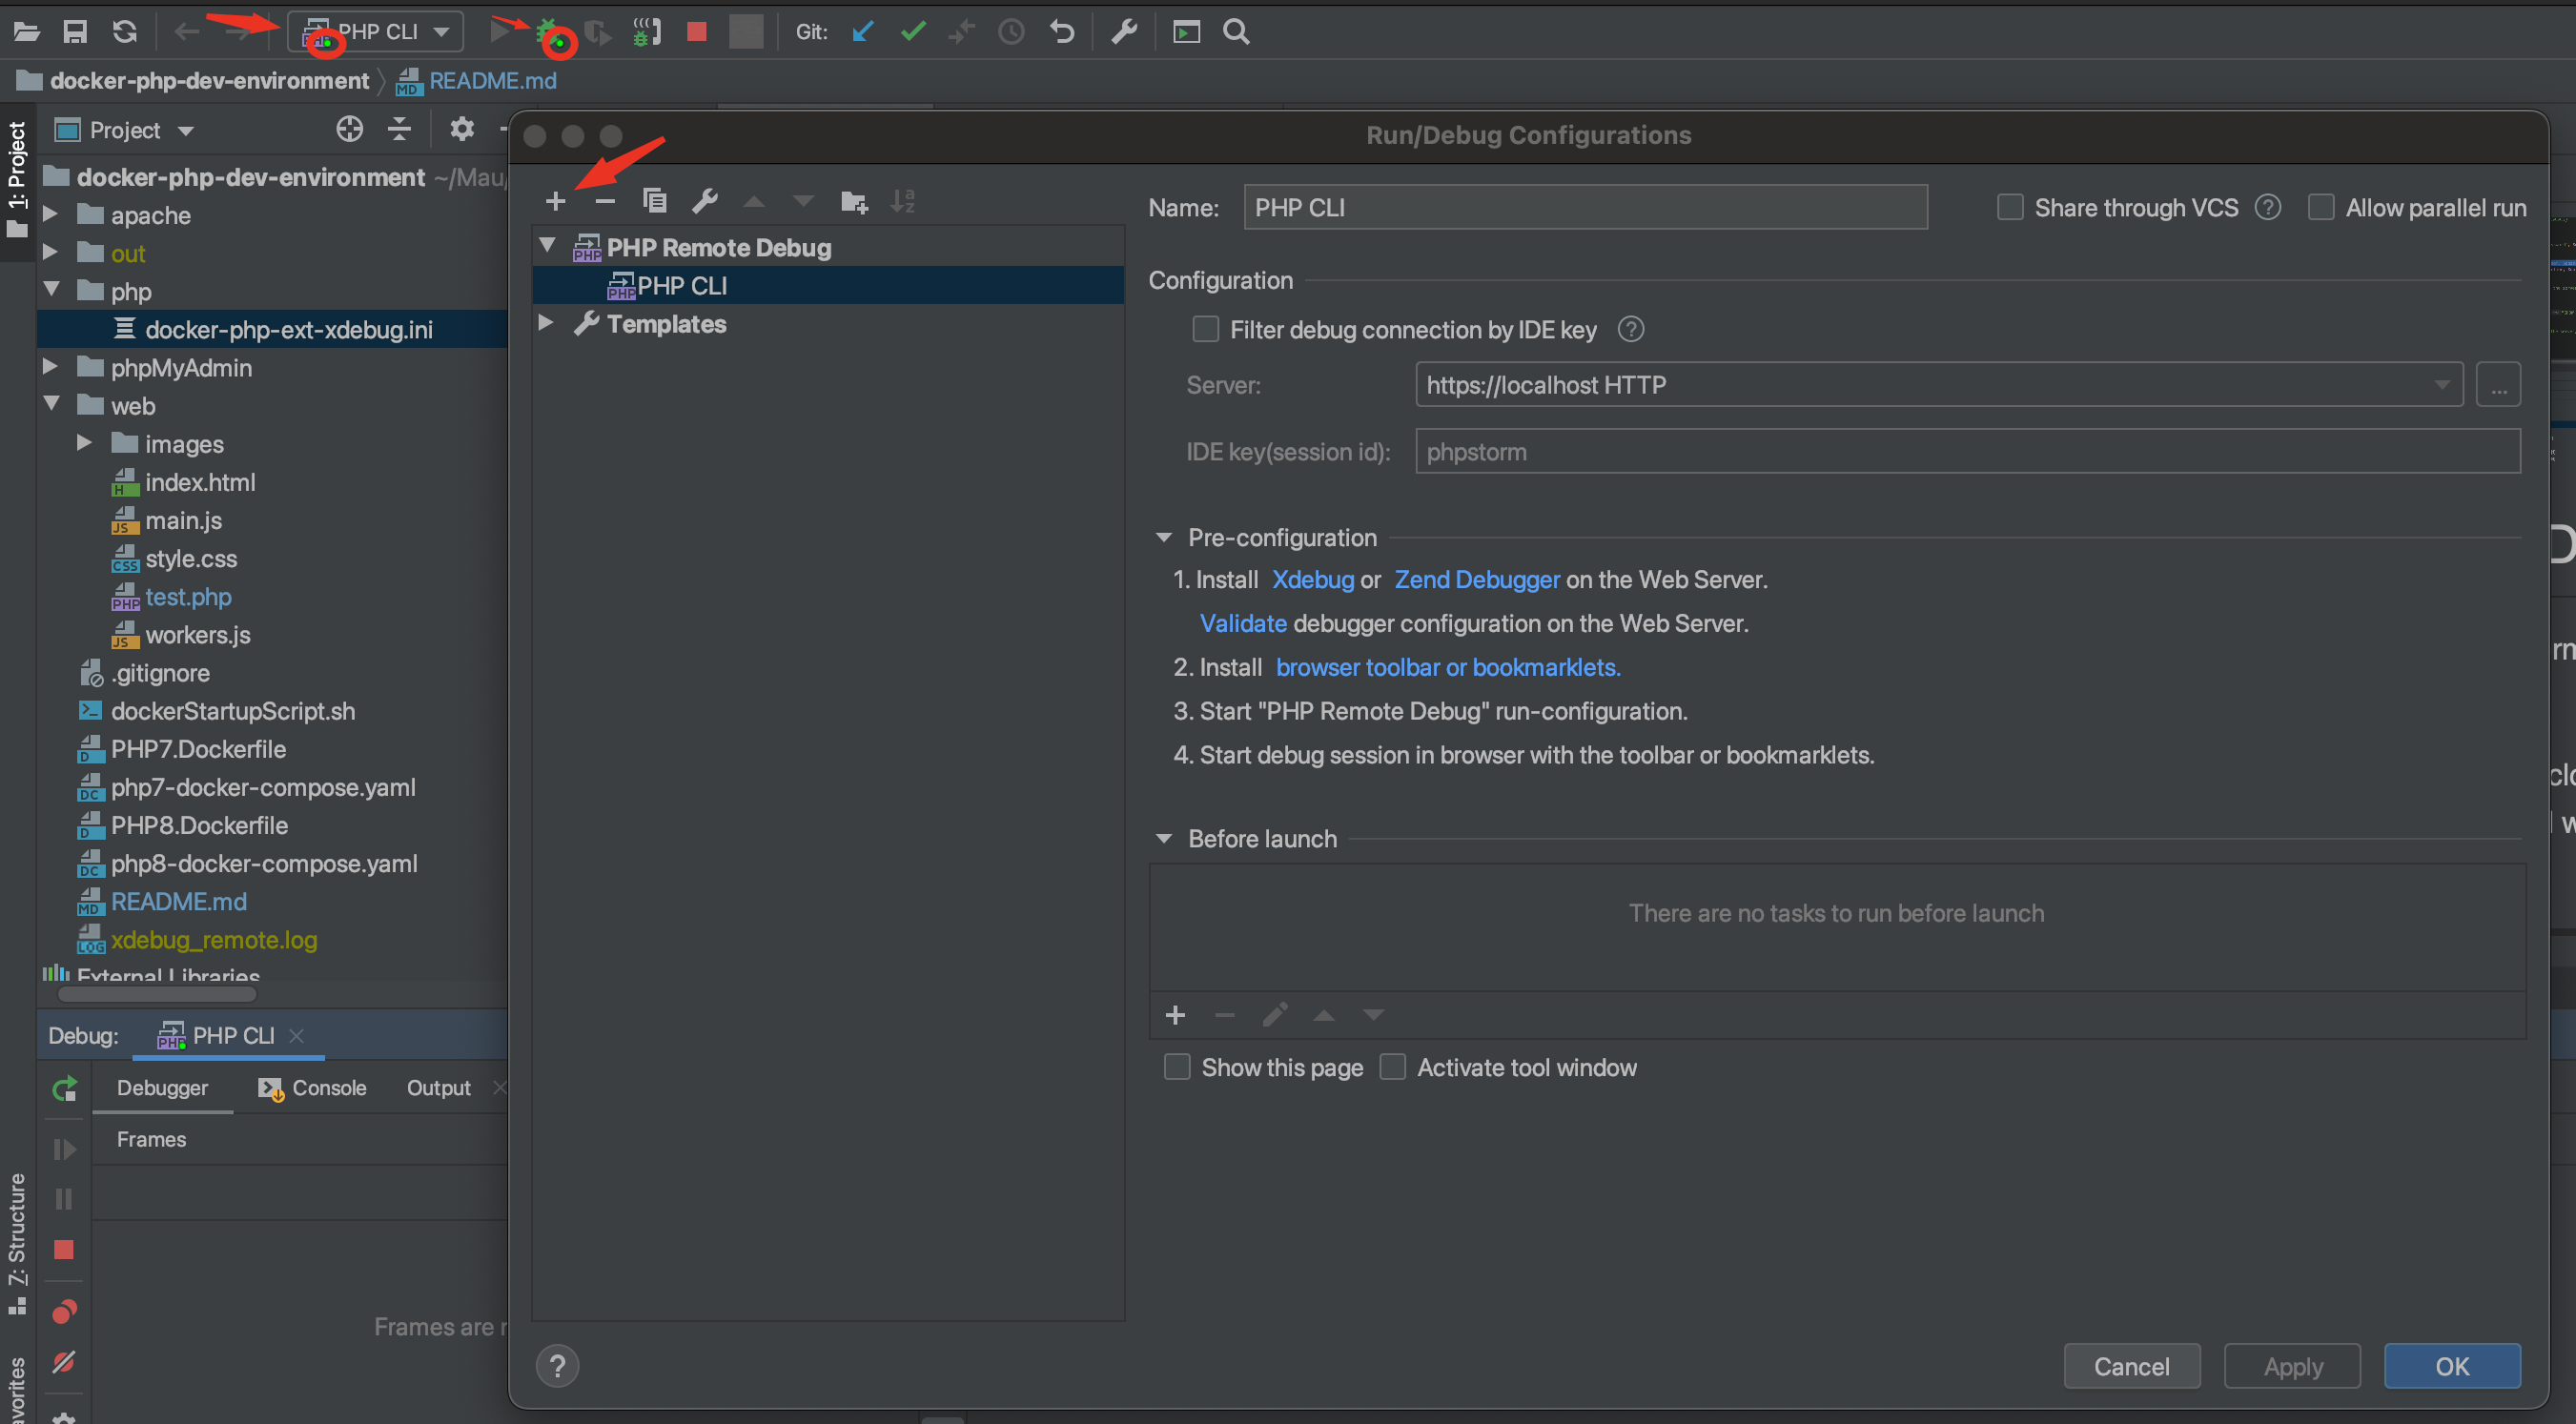 PHP CLI
Git:
docker-php-dev-environment
README.md
1: Project
Project
docker-php-dev-environment ~/Mau/
apache
out
php
docker-php-ext-xdebug.ini
phpMyAdmin
web
images
index.html
main.js
style.css
test.php
workers.js
.gitignore
dockerStartupScript.sh
PHP7.Dockerfile
php7-docker-compose.yaml
PHP8.Dockerfile
php8-docker-compose.yaml
README.md
xdebug_remote.log
External Libraries
Debug:
PHP CLI
Debugger
Console
Output
Frames
Frames are
7: Structure
Run/Debug Configurations
PHP Remote Debug
PHP CLI
Templates
Name:
PHP CLI
Share through VCS
Allow parallel run
Configuration
Filter debug connection by IDE key
Server:
https://localhost HTTP
...
IDE key(session id):
phpstorm
Pre-configuration
1. Install Xdebug or Zend Debugger on the Web Server.
Validate debugger configuration on the Web Server.
2. Install browser toolbar or bookmarklets.
3. Start "PHP Remote Debug" run-configuration.
4. Start debug session in browser with the toolbar or bookmarklets.
Before launch
There are no tasks to run before launch
Show this page
Activate tool window
?
Cancel
Apply
OK